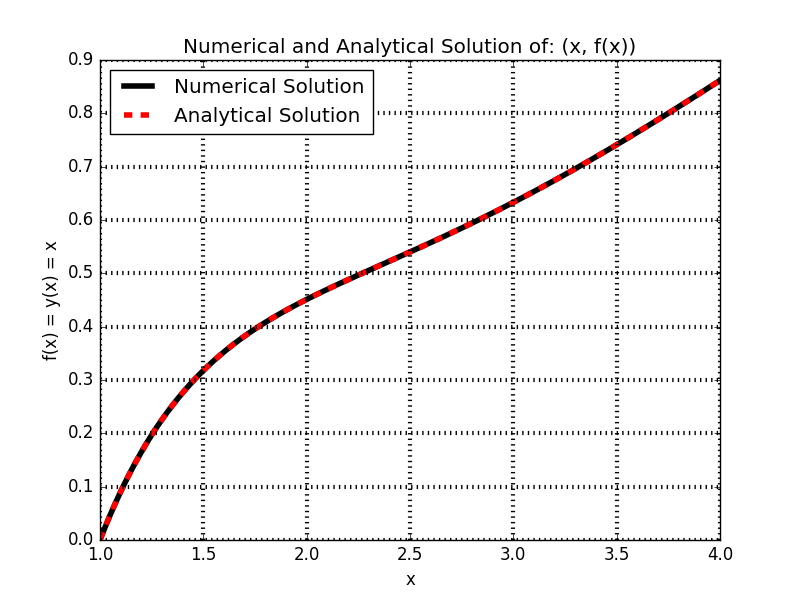 Numerical and Analytical Solution of: (x, f(x))
Numerical Solution
Analytical Solution
f(x) = y(x) = x
0.9
0.8
0.7
0.6
0.5
0.4
0.3
0.2
0.1
0.0
1.0 1.5 2.0 2.5 3.0 3.5 4.0
x